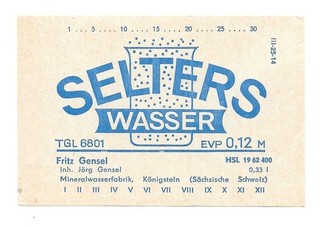 1 . . . 5 . . . . 10 . . . . 15 . . . . 20 . . . . 25 . . . . 30
III-25-14
SELTERS
WASSER
TGL 6801 EVP 0,12 M
Fritz Gensel HSL 19 62 400
Inh. Jörg Gensel 0,33 l
Mineralwasserfabrik, Königstein (Sächsische Schweiz)
I II III IV V VI VII VIII IX X XI XII